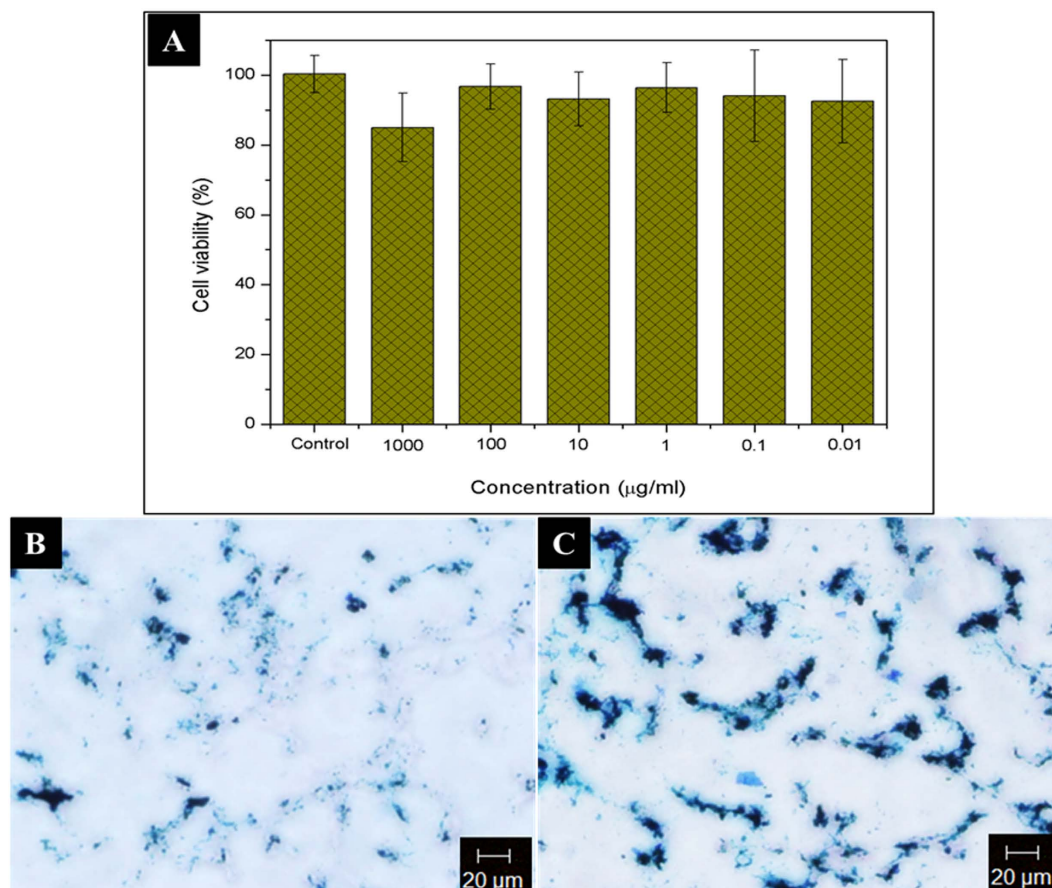 A
100
80
60
40
20
0
Cell viability (%)
Control 1000 100 10 1 0.1 0.01
Concentration (μg/ml)
B
C
20 μm
20 μm